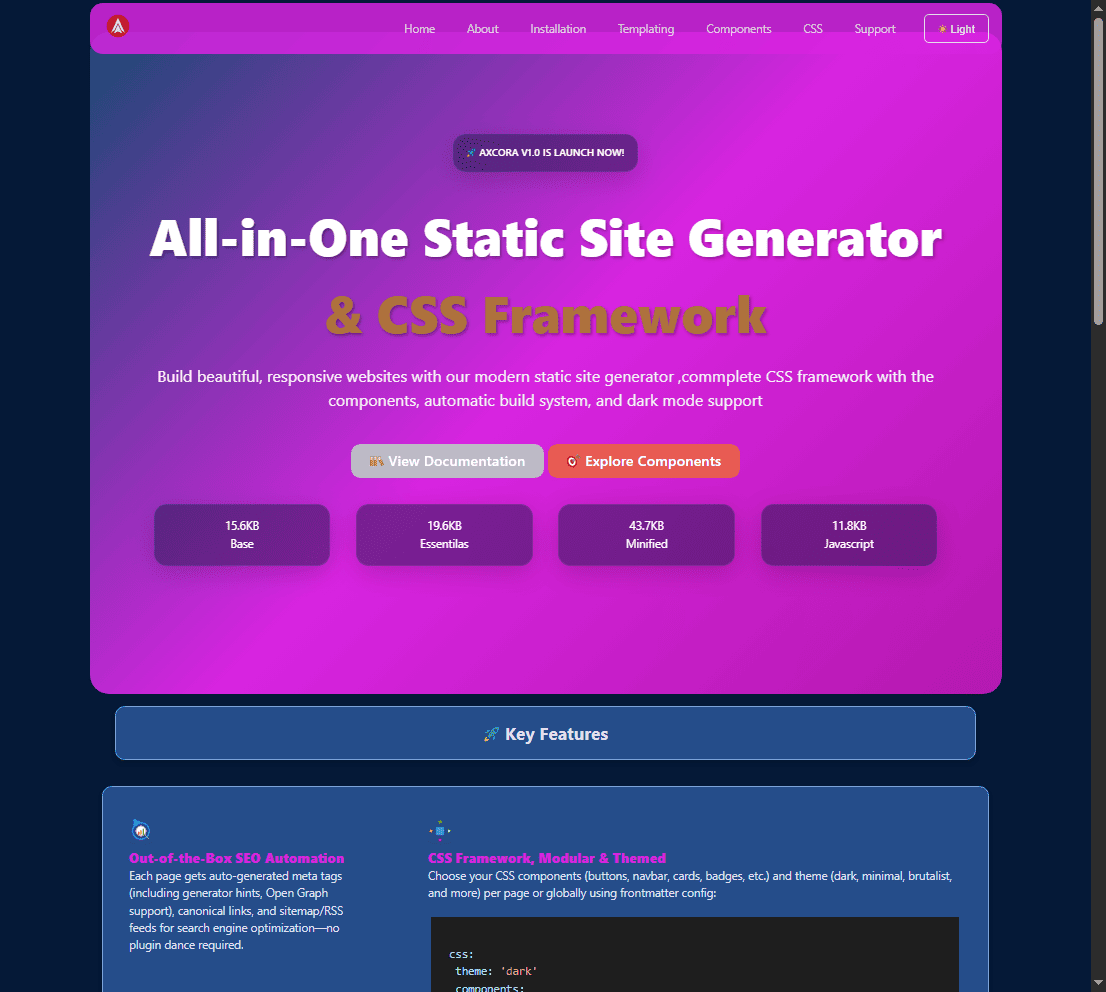 Home About Installation Templating Components CSS Support ☀️ Light
🚀 AXCORA V1.0 IS LAUNCH NOW!
All-in-One Static Site Generator
& CSS Framework
Build beautiful, responsive websites with our modern static site generator ,commplete CSS framework with the
components, automatic build system, and dark mode support
📚 View Documentation 🎯 Explore Components
15.6KB
Base
19.6KB
Essentilas
43.7KB
Minified
11.8KB
Javascript
🚀 Key Features
Out-of-the-Box SEO Automation
Each page gets auto-generated meta tags
(including generator hints, Open Graph
support), canonical links, and sitemap/RSS
feeds for search engine optimization—no
plugin dance required.
CSS Framework, Modular & Themed
Choose your CSS components (buttons, navbar, cards, badges, etc.) and theme (dark, minimal, brutalist,
and more) per page or globally using frontmatter config:
css:
theme: 'dark'
components: